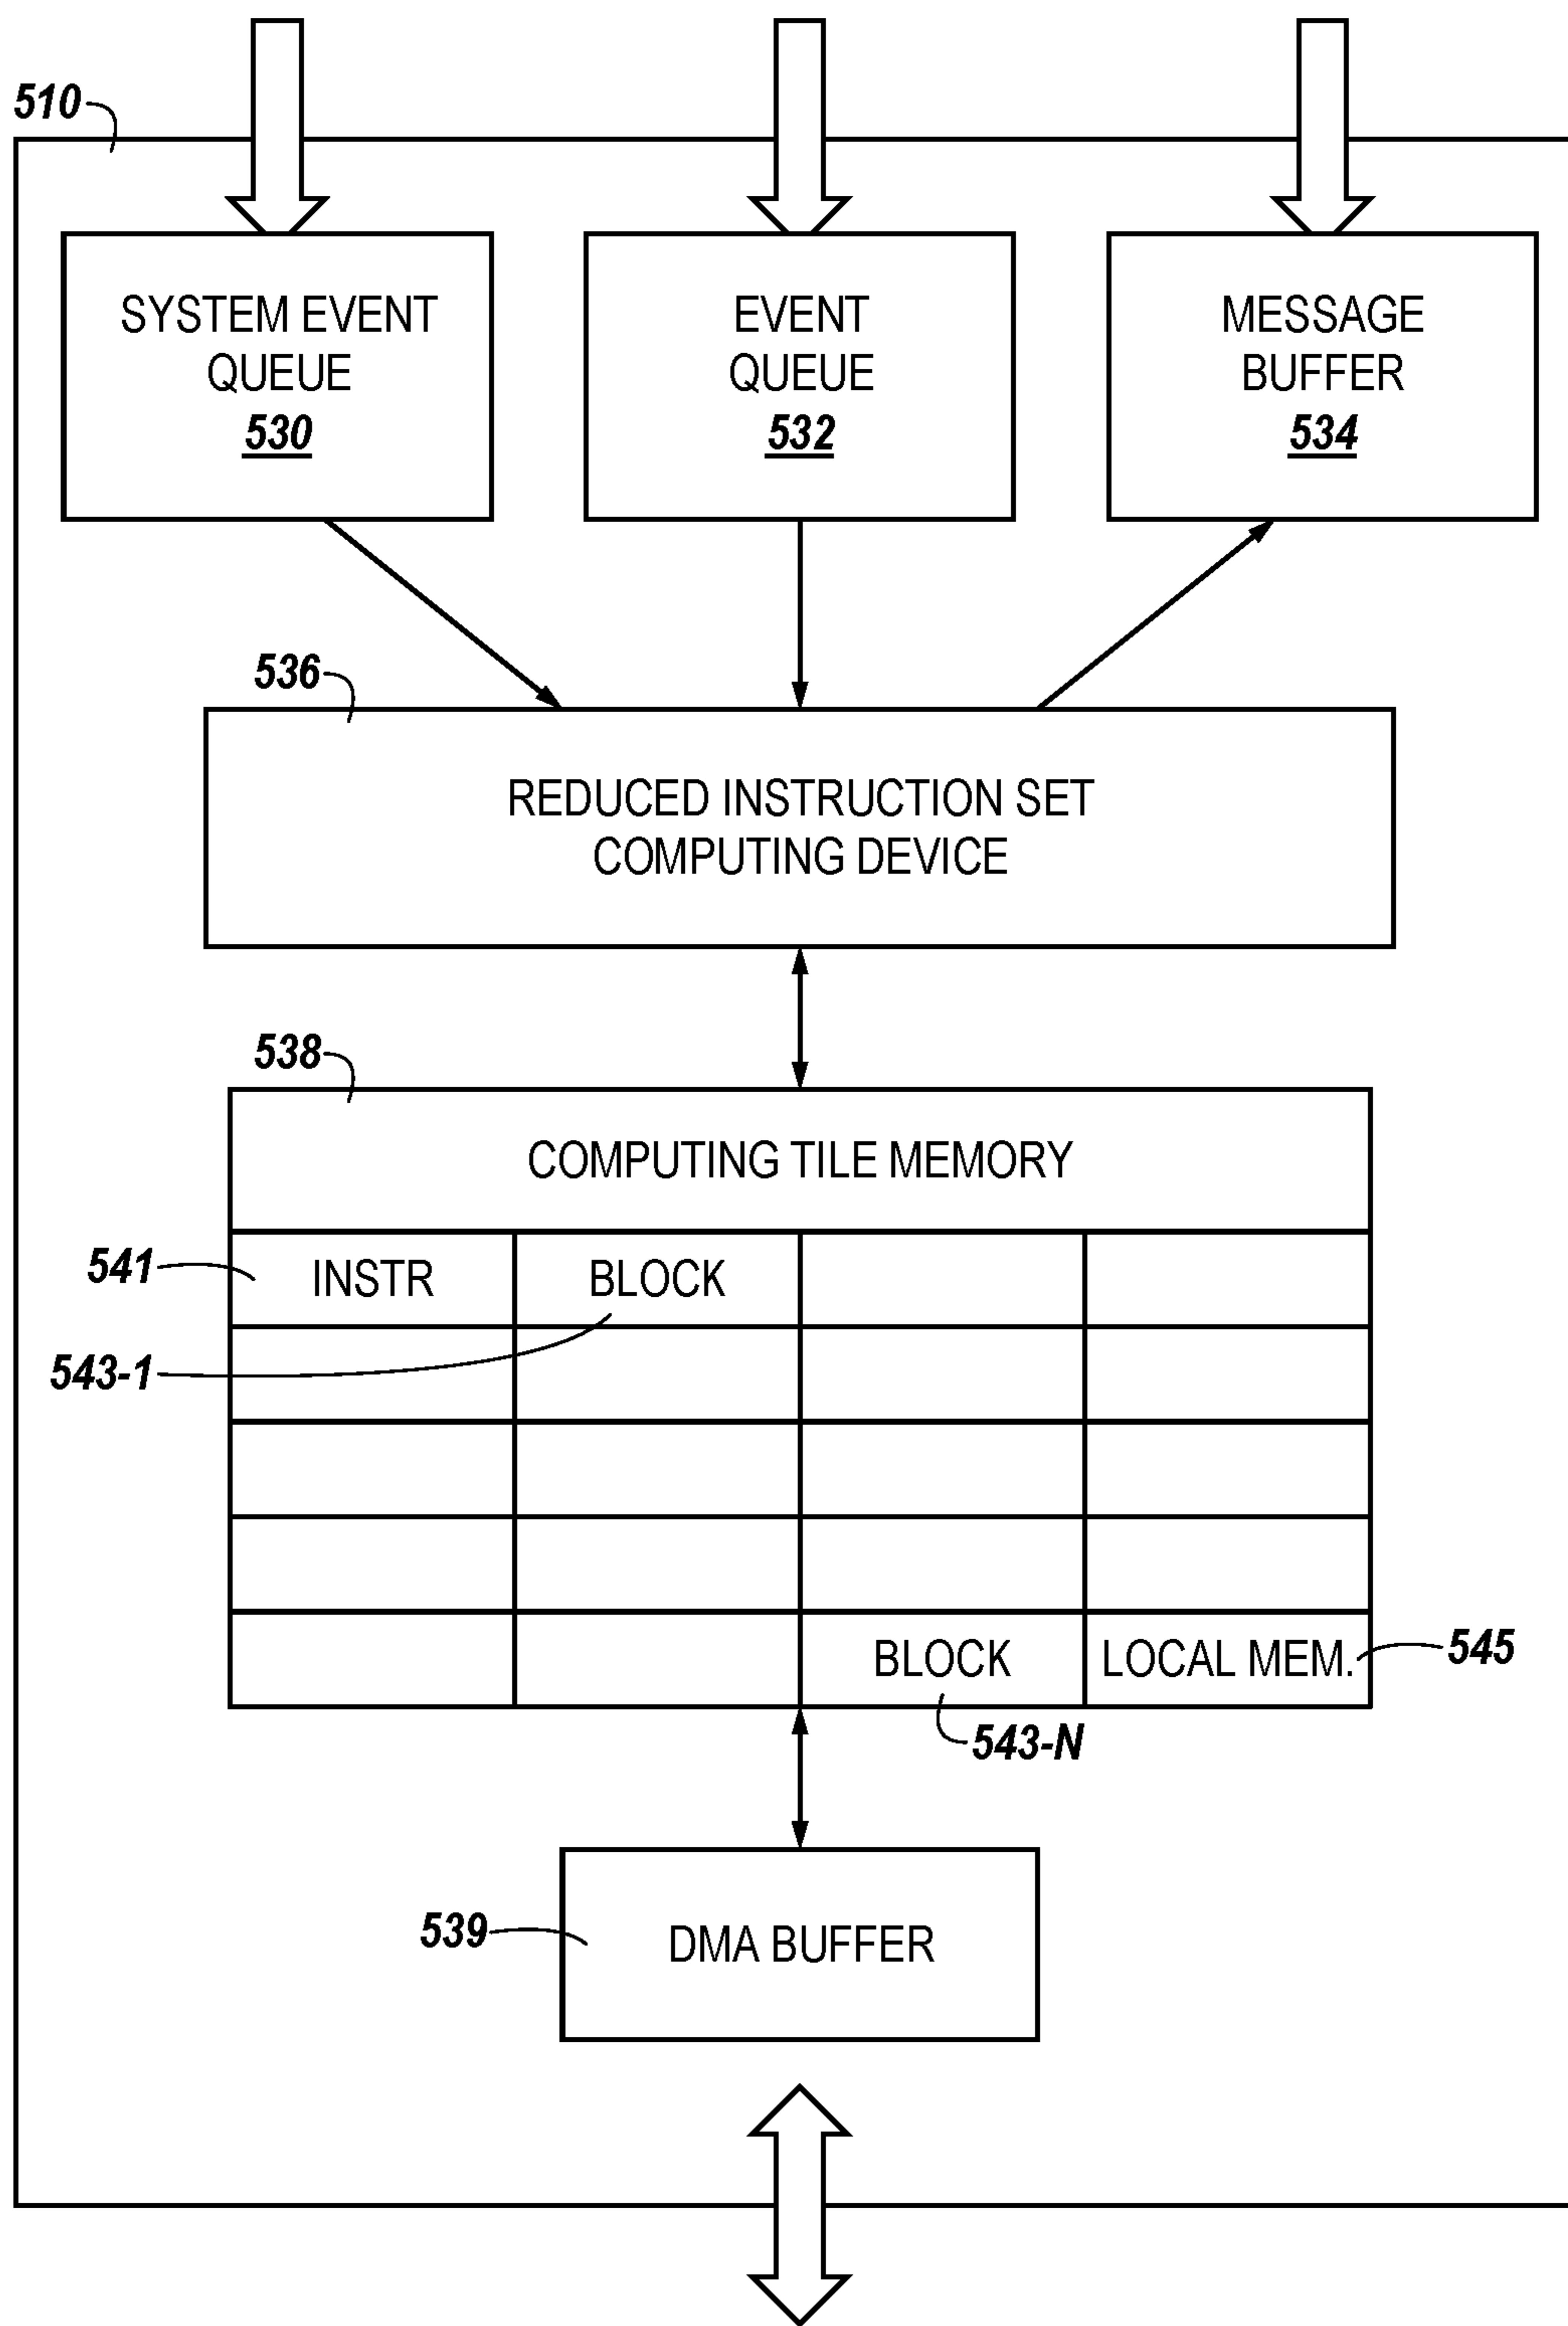 510
SYSTEM EVENT
QUEUE
530
EVENT
QUEUE
532
MESSAGE
BUFFER
534
536
REDUCED INSTRUCTION SET
COMPUTING DEVICE
538
COMPUTING TILE MEMORY
541
INSTR
BLOCK
543-1
BLOCK
LOCAL MEM.
545
543-N
539
DMA BUFFER